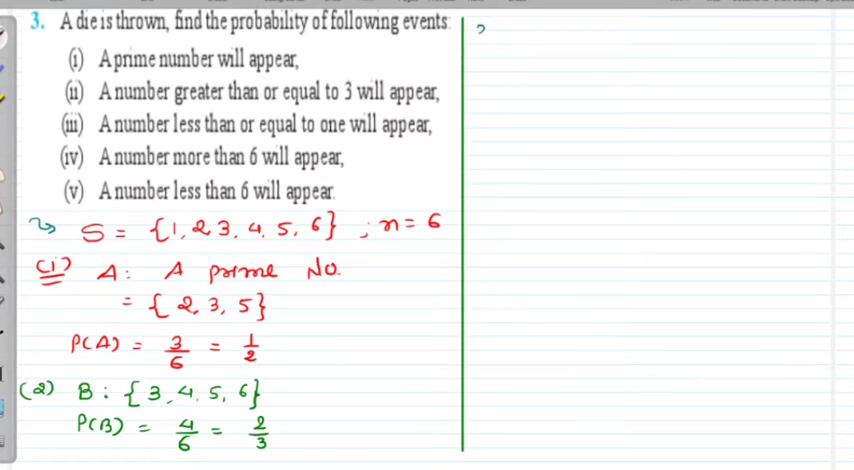 3. A die is thrown, find the probability of following events:
(i) A prime number will appear,
(ii) A number greater than or equal to 3 will appear,
(iii) A number less than or equal to one will appear,
(iv) A number more than 6 will appear,
(v) A number less than 6 will appear.
S = {1, 2, 3, 4, 5, 6} ; n = 6
(1) A : A prime No.
= { 2, 3, 5}
P(A) = 3/6 = 1/2
(2) B : { 3, 4, 5, 6}
P(B) = 4/6 = 2/3